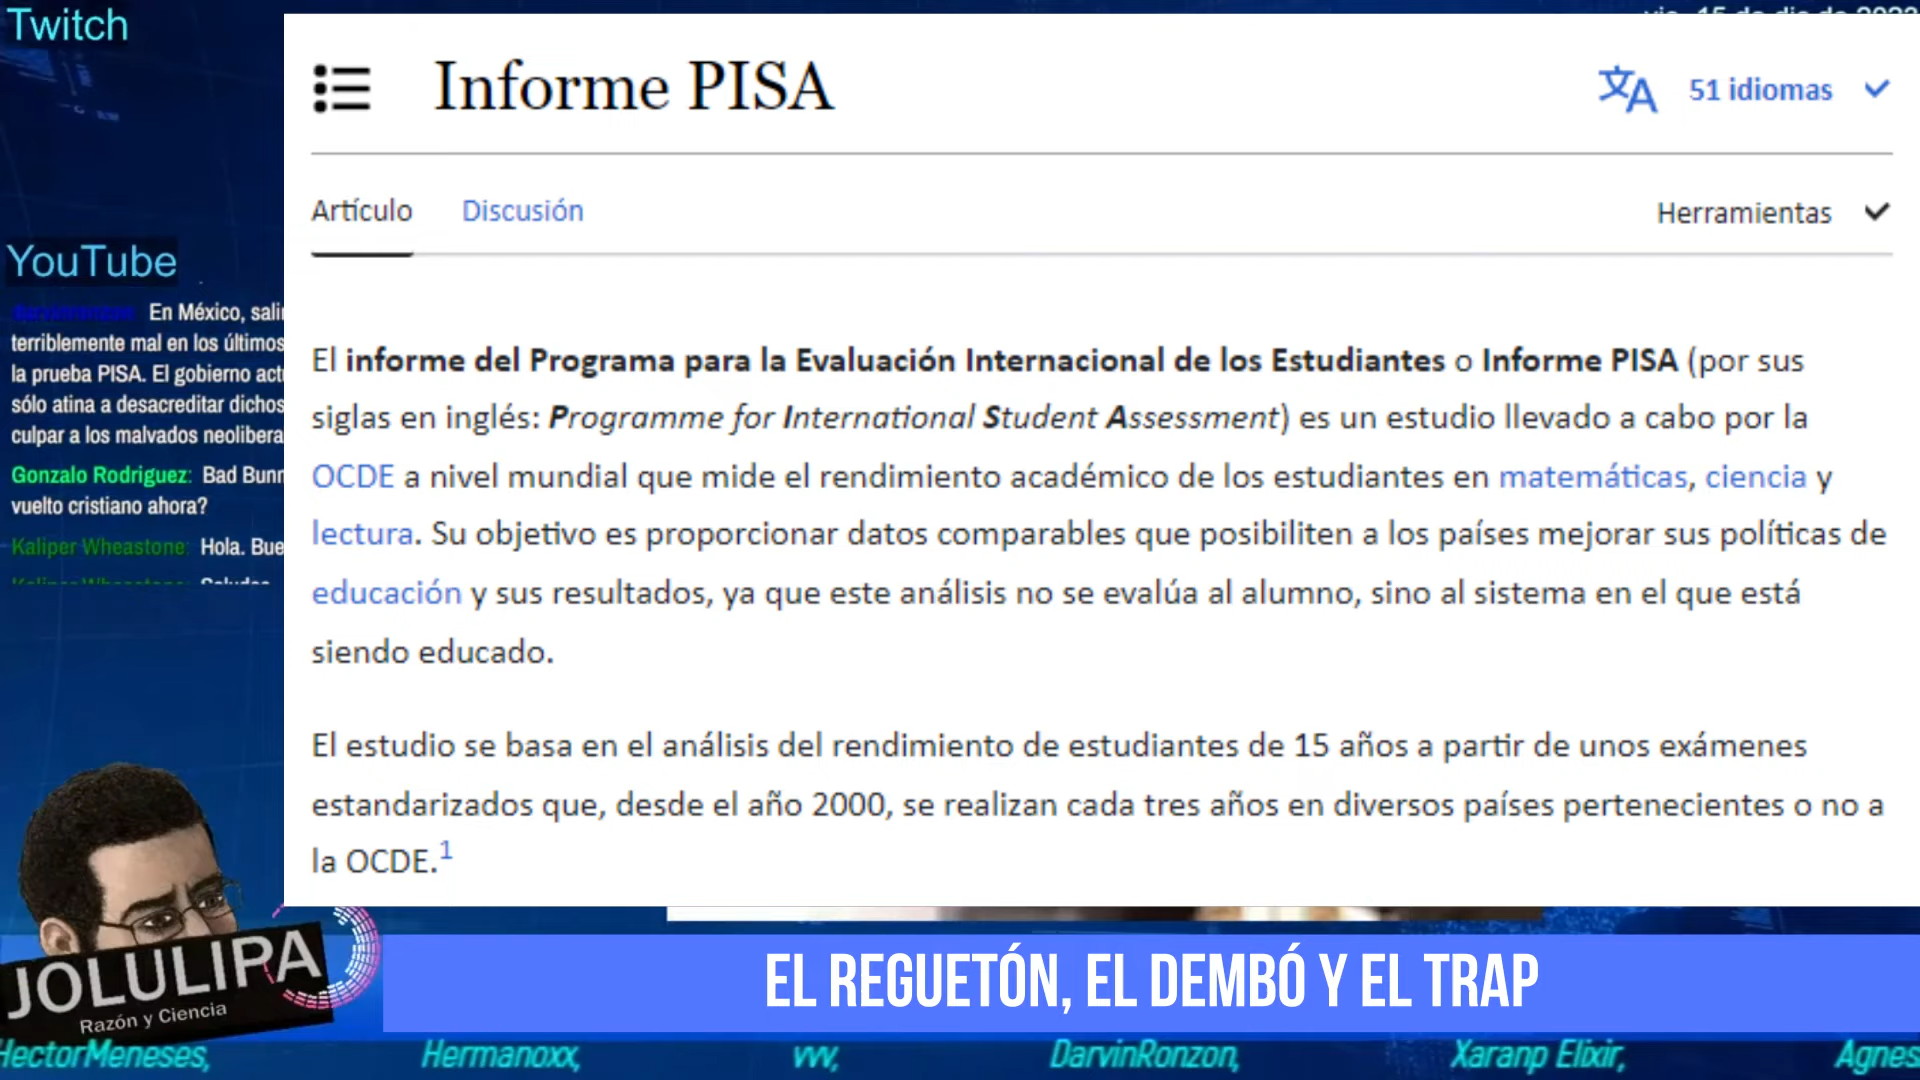 Twitch
Informe PISA
51 idiomas
Artículo
Discusión
Herramientas
YouTube
En México, sali
terriblemente mal en los últimos
la prueba PISA. El gobierno act
sólo atina a desacreditar dichos
culpar a los malvados neolibera
Gonzalo Rodriguez: Bad Bunn
vuelto cristiano ahora?
Kaliper Wheastone: Hola. Bue
El informe del Programa para la Evaluación Internacional de los Estudiantes o Informe PISA (por sus
siglas en inglés: Programme for International Student Assessment) es un estudio llevado a cabo por la
OCDE a nivel mundial que mide el rendimiento académico de los estudiantes en matemáticas, ciencia y
lectura. Su objetivo es proporcionar datos comparables que posibiliten a los países mejorar sus políticas de
educación y sus resultados, ya que este análisis no se evalúa al alumno, sino al sistema en el que está
siendo educado.
El estudio se basa en el análisis del rendimiento de estudiantes de 15 años a partir de unos exámenes
estandarizados que, desde el año 2000, se realizan cada tres años en diversos países pertenecientes o no a
la OCDE.1
JOLULIPA
Razón y Ciencia
EL REGUETÓN, EL DEMBÓ Y EL TRAP
HectorMeneses, Hermanoxx, vvv, DarvinRonzon, Xaranp Elixir, Agnes